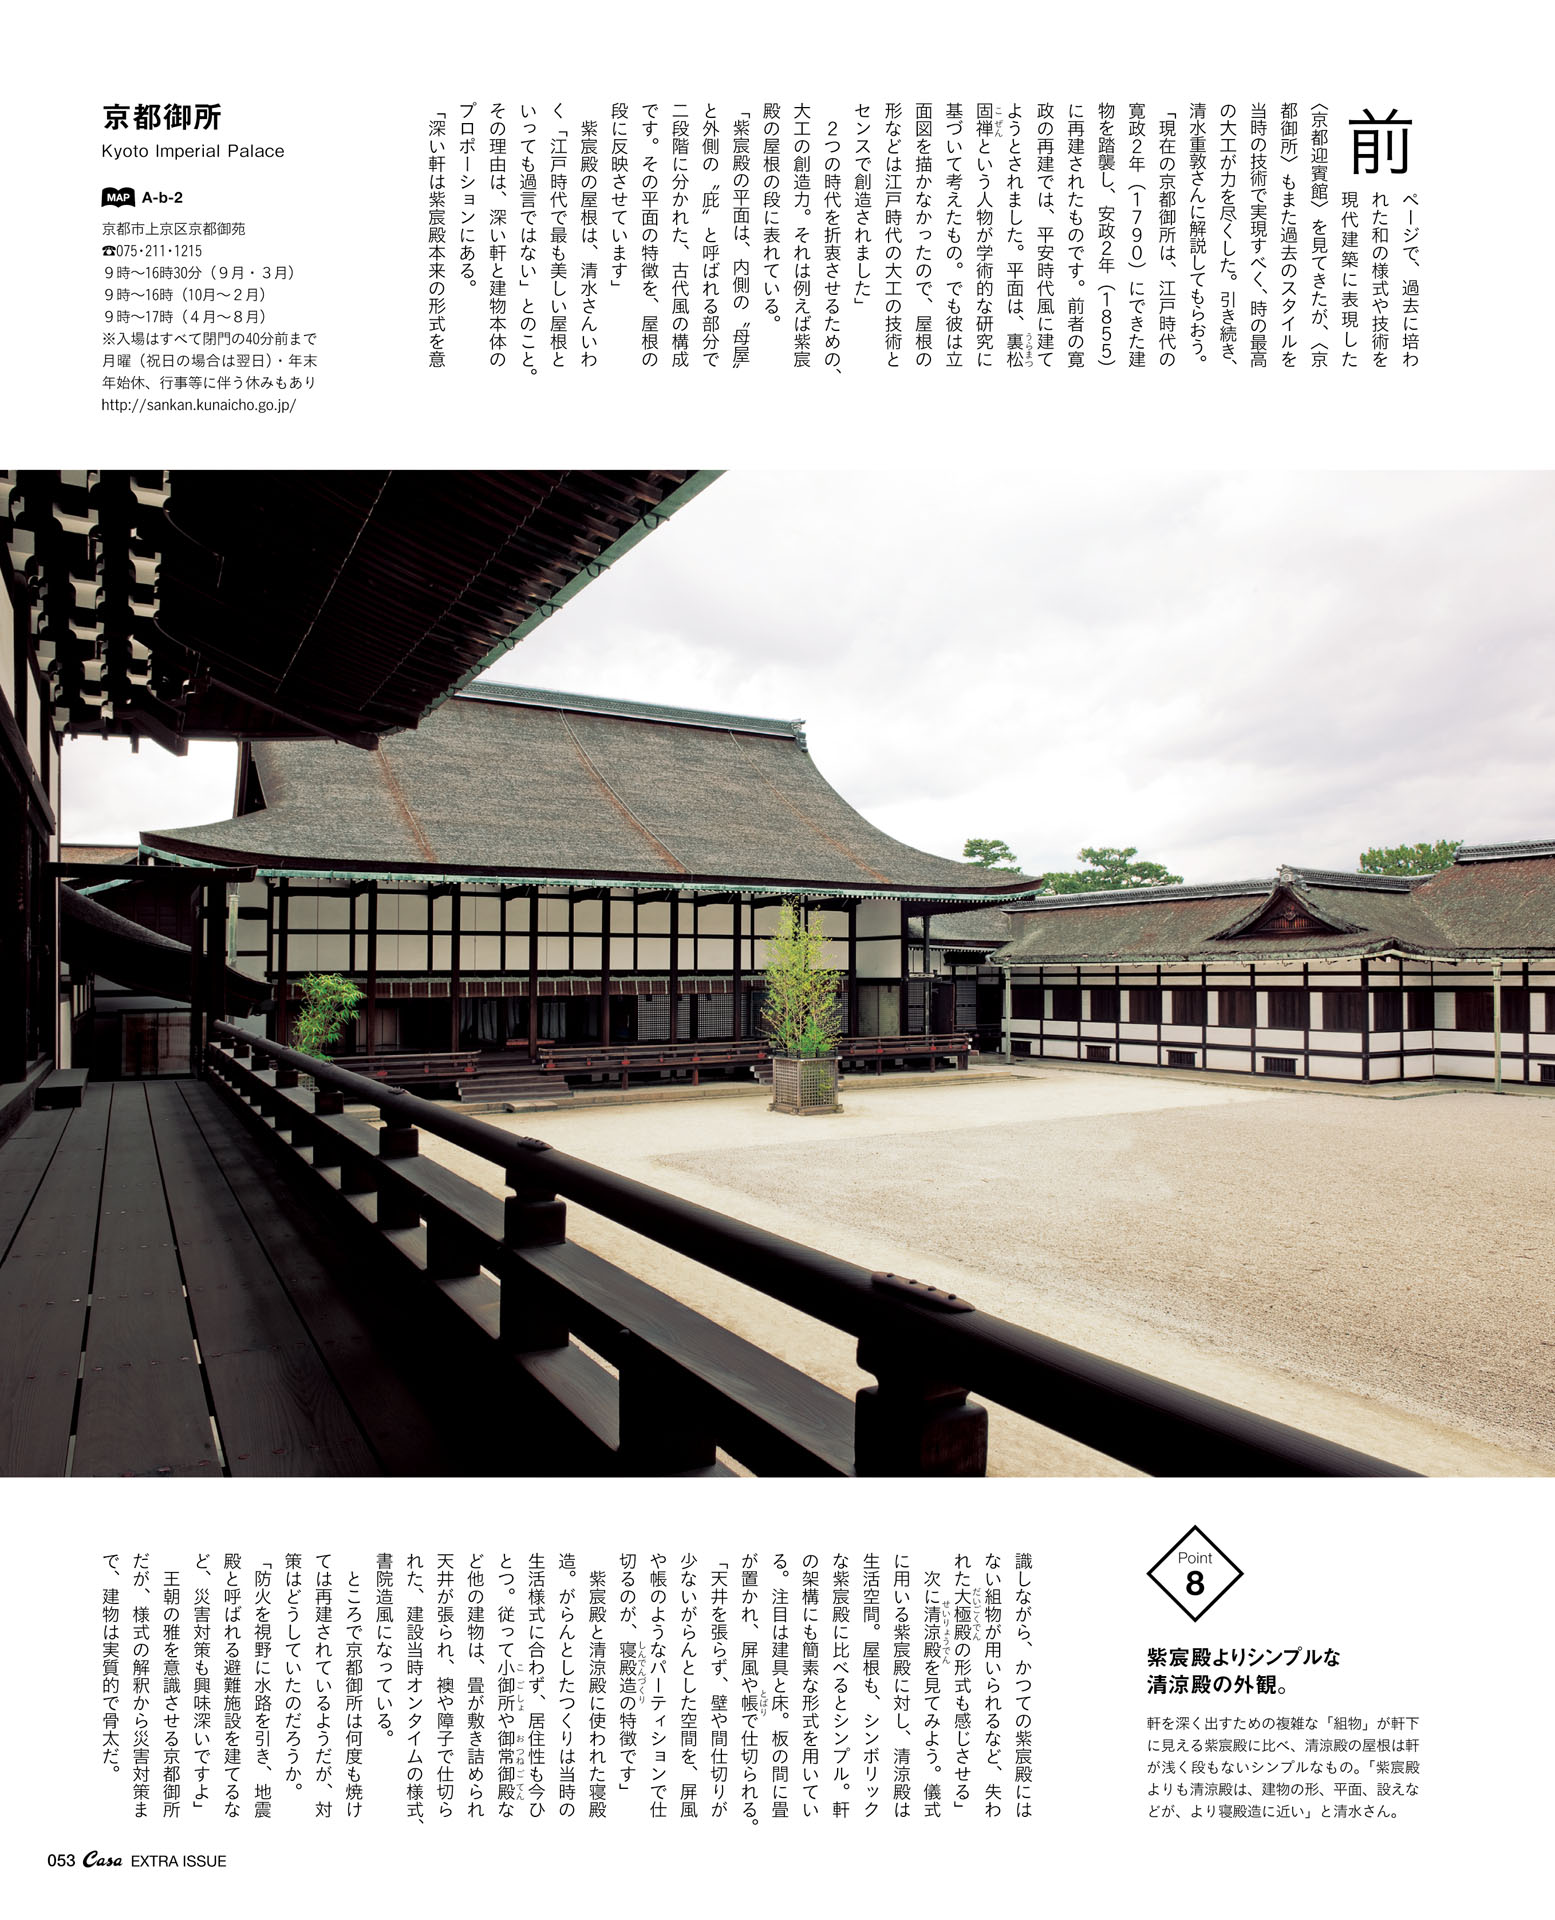 京都御所
Kyoto Imperial Palace
MAP A-b-2
京都市上京区京都御苑
☎075・211・1215
9時〜16時30分（9月・3月）
9時〜16時（10月〜2月）
9時〜17時（4月〜8月）
※入場はすべて閉門の40分前まで
月曜（祝日の場合は翌日）・年末
年始休、行事等に伴う休みもあり
http://sankan.kunaicho.go.jp/
前
ページで、過去に培わ
れた和の様式や技術を
現代建築に表現した
〈京都迎賓館〉を見てきたが、〈京
都御所〉もまた過去のスタイルを
当時の技術で実現すべく、時の最高
の大工が力を尽くした。引き続き、
清水重敦さんに解説してもらおう。
「現在の京都御所は、江戸時代の
寛政2年（1790）にできた建
物を踏襲し、安政2年（1855）
に再建されたものです。前者の寛
政の再建では、平安時代風に建て
ようとされました。平面は、裏松
うらまつ
固禅という人物が学術的な研究に
こぜん
基づいて考えたもの。でも彼は立
面図を描かなかったので、屋根の
形などは江戸時代の大工の技術と
センスで創造されました」
2つの時代を折衷させるための、
大工の創造力。それは例えば紫宸
殿の屋根の段に表れている。
「紫宸殿の平面は、内側の〝母屋〟
と外側の〝庇〟と呼ばれる部分で
二段階に分かれた、古代風の構成
です。その平面の特徴を、屋根の
段に反映させています」
紫宸殿の屋根は、清水さんいわ
く「江戸時代で最も美しい屋根と
いっても過言ではない」とのこと。
その理由は、深い軒と建物本体の
プロポーションにある。
「深い軒は紫宸殿本来の形式を意
Point
8
紫宸殿よりシンプルな
清涼殿の外観。
軒を深く出すための複雑な「組物」が軒下
に見える紫宸殿に比べ、清涼殿の屋根は軒
が浅く段もないシンプルなもの。「紫宸殿
よりも清涼殿は、建物の形、平面、設えな
どが、より寝殿造に近い」と清水さん。
識しながら、かつての紫宸殿には
ない組物が用いられるなど、失わ
れた大極殿の形式も感じさせる」
だいごくでん
次に清涼殿を見てみよう。儀式
せいりょうでん
に用いる紫宸殿に対し、清涼殿は
生活空間。屋根も、シンボリック
な紫宸殿に比べるとシンプル。軒
の架構にも簡素な形式を用いてい
る。注目は建具と床。板の間に畳
が置かれ、屏風や帳で仕切られる。
とばり
「天井を張らず、壁や間仕切りが
少ないがらんとした空間を、屏風
や帳のようなパーティションで仕
切るのが、寝殿造の特徴です」
しんでんづくり
紫宸殿と清涼殿に使われた寝殿
造。がらんとしたつくりは当時の
生活様式に合わず、居住性も今ひ
とつ。従って小御所や御常御殿な
こごしょ
おつねごてん
ど他の建物は、畳が敷き詰められ
天井が張られ、襖や障子で仕切ら
れた、建設当時オンタイムの様式、
書院造風になっている。
ところで京都御所は何度も焼け
ては再建されているようだが、対
策はどうしていたのだろうか。
「防火を視野に水路を引き、地震
殿と呼ばれる避難施設を建てるな
ど、災害対策も興味深いですよ」
王朝の雅を意識させる京都御所
だが、様式の解釈から災害対策ま
で、建物は実質的で骨太だ。
053 Casa EXTRA ISSUE